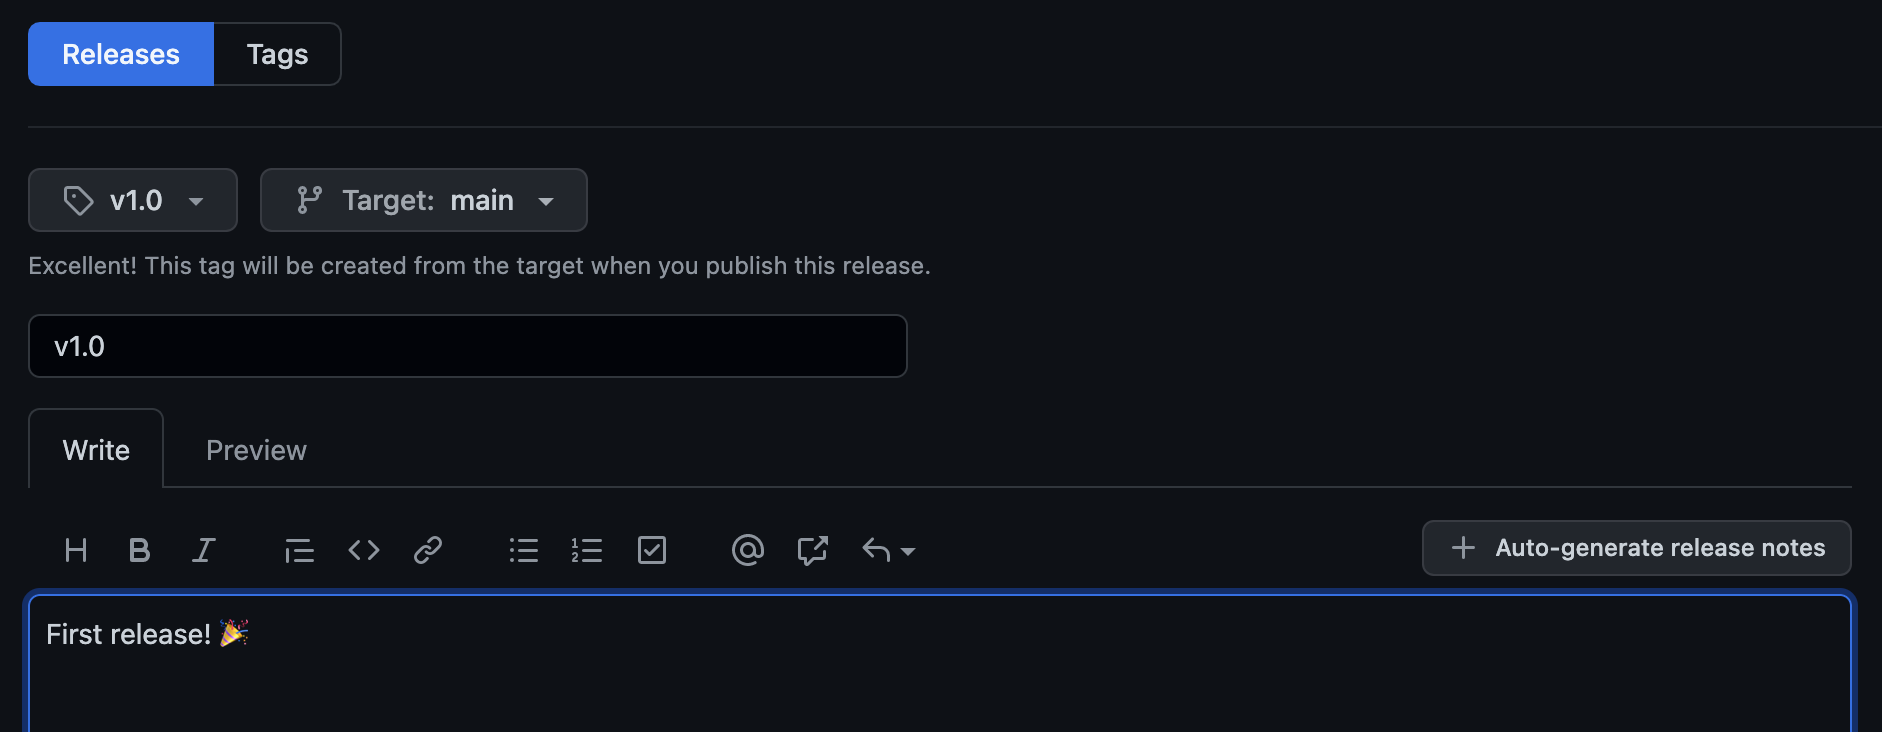 Releases Tags
v1.0 Target: main
Excellent! This tag will be created from the target when you publish this release.
v1.0
Write Preview
Auto-generate release notes
First release! 🎉